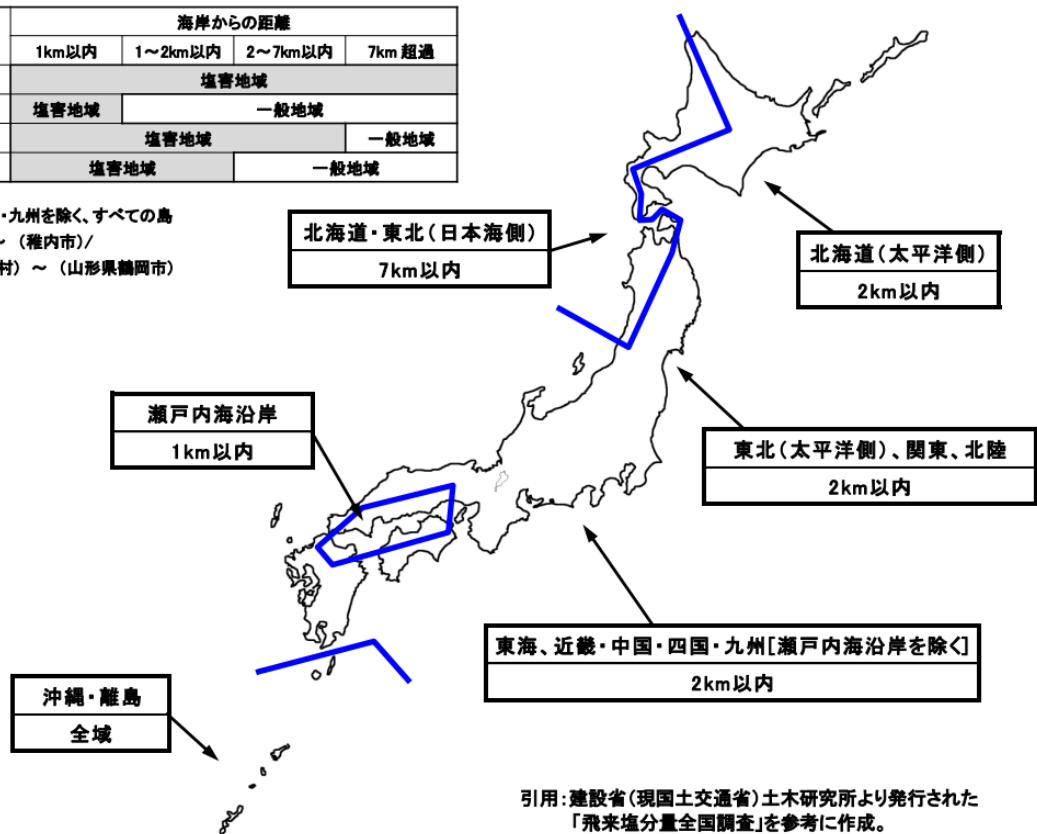 海岸からの距離
1km以内 1～2km以内 2～7km以内 7km 超過
塩害地域
塩害地域 一般地域
塩害地域 一般地域
塩害地域 一般地域
・九州を除く、すべての島
～ (稚内市)/
村) ～ (山形県鶴岡市)
北海道・東北(日本海側)
7km以内
北海道(太平洋側)
2km以内
瀬戸内海沿岸
1km以内
東北(太平洋側)、関東、北陸
2km以内
東海、近畿・中国・四国・九州[瀬戸内海沿岸を除く]
2km以内
沖縄・離島
全域
引用:建設省(現国土交通省)土木研究所より発行された
「飛来塩分量全国調査」を参考に作成。